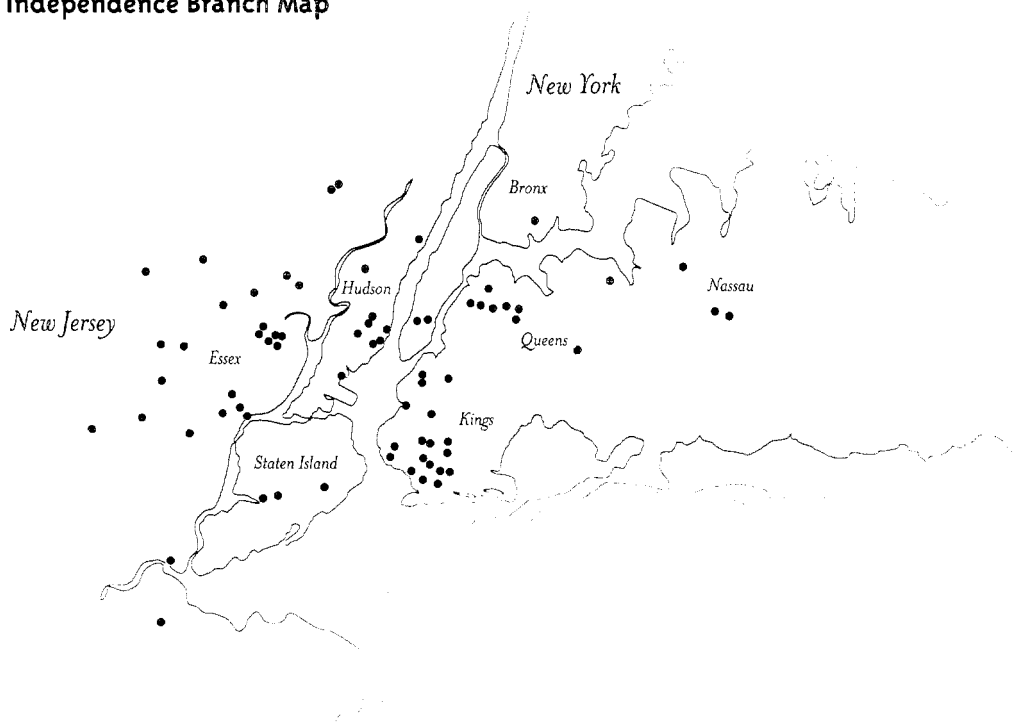 Independence Branch Map
New York
Bronx
Hudson
Nassau
New Jersey
Queens
Essex
Kings
Staten Island